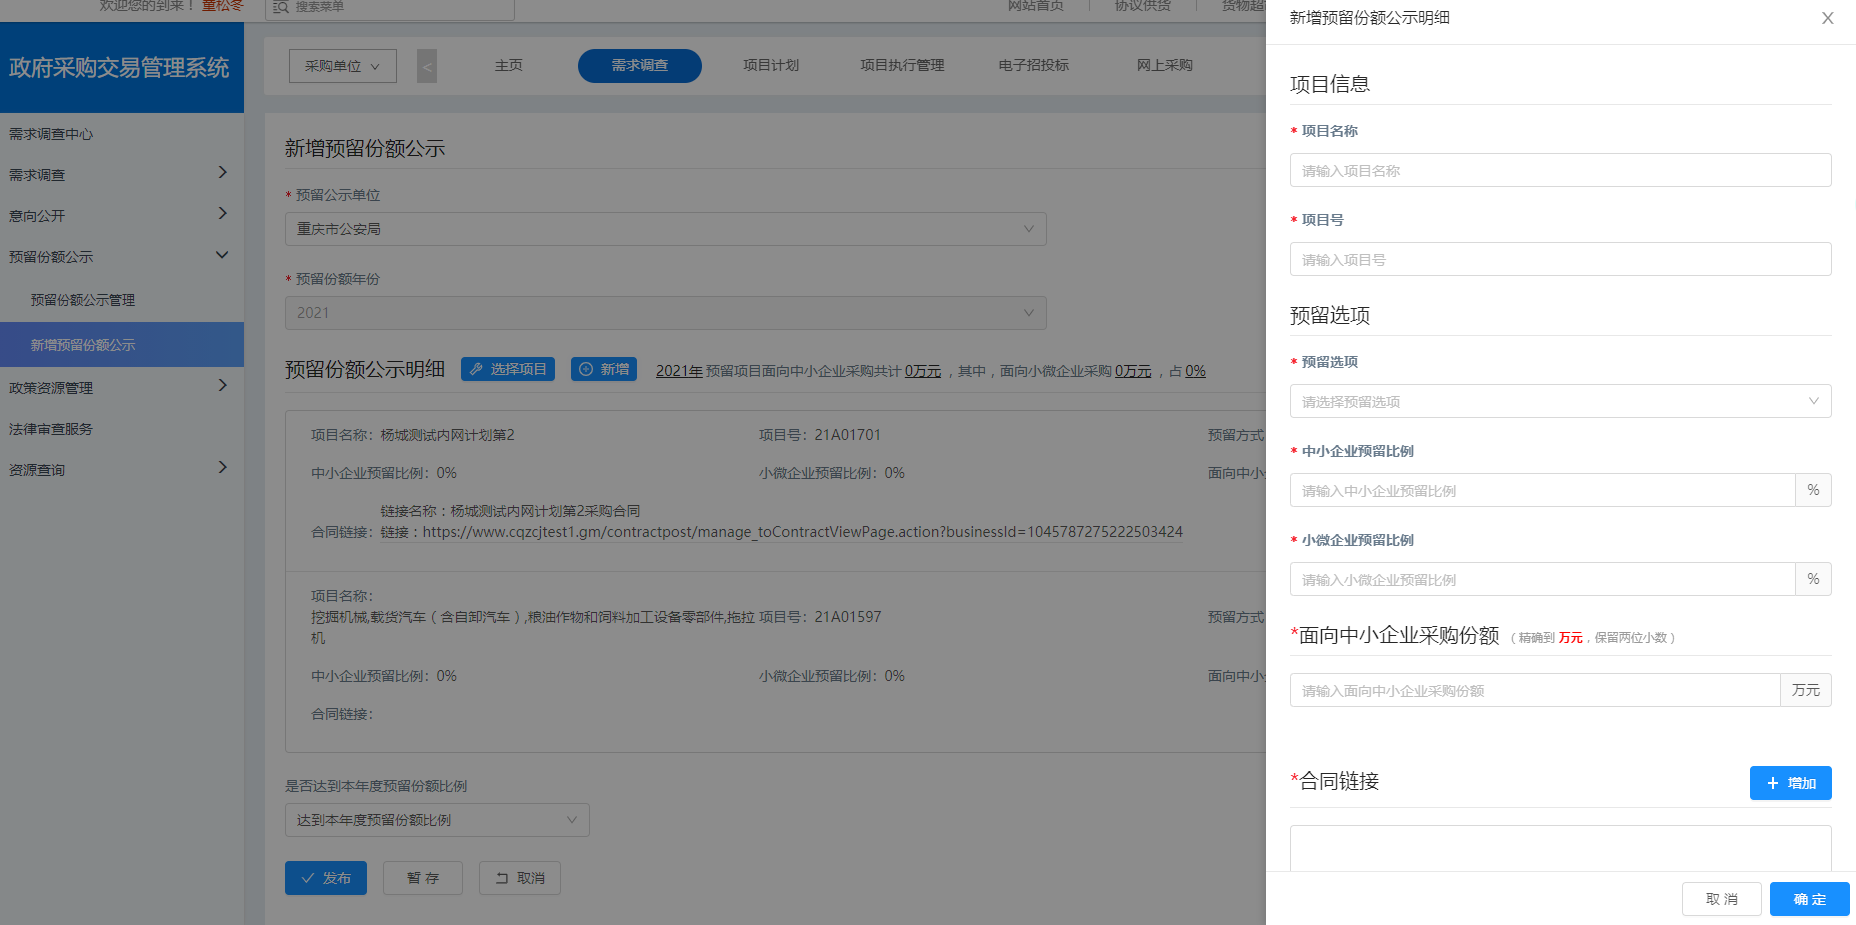 欢迎您的到来！ 童松冬
搜索菜单
网站首页
协议供货
政府采购交易管理系统
需求调查中心
需求调查
意向公开
预留份额公示
预留份额公示管理
新增预留份额公示
政策资源管理
法律审查服务
资源查询
采购单位
<
主页
需求调查
项目计划
项目执行管理
电子招投标
网上采购
新增预留份额公示
* 预留公示单位
重庆市公安局
* 预留份额年份
2021
预留份额公示明细
选择项目
新增
2021年 预留项目面向中小企业采购共计 0万元 ，其中，面向小微企业采购 0万元 ，占 0%
项目名称：杨城测试内网计划第2
项目号：21A01701
预留方式
中小企业预留比例：0%
小微企业预留比例：0%
面向中小
链接名称：杨城测试内网计划第2采购合同
合同链接：链接：https://www.cqzcjtest1.gm/contractpost/manage_toContractViewPage.action?businessId=1045787275222503424
项目名称：
挖掘机械,载货汽车（含自卸汽车）,粮油作物和饲料加工设备零部件,拖拉
机
项目号：21A01597
预留方式
中小企业预留比例：0%
小微企业预留比例：0%
面向中小
合同链接：
是否达到本年度预留份额比例
达到本年度预留份额比例
发布
暂存
取消
新增预留份额公示明细
X
项目信息
* 项目名称
请输入项目名称
* 项目号
请输入项目号
预留选项
* 预留选项
请选择预留选项
* 中小企业预留比例
请输入中小企业预留比例
%
* 小微企业预留比例
请输入小微企业预留比例
%
*面向中小企业采购份额 （精确到 万元，保留两位小数）
请输入面向中小企业采购份额
万元
*合同链接
+ 增加
取消
确定